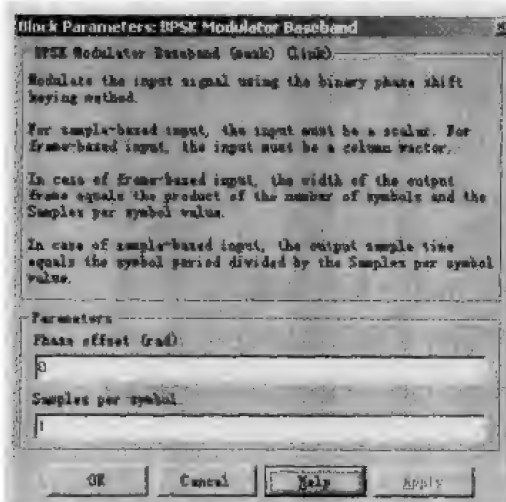 Block Parameters: BPSK Modulator Baseband
BPSK Modulator Baseband (mask) (link)
Modulate the input signal using the binary phase shift
keying method.
For sample-based input, the input must be a scalar. For
frame-based input, the input must be a column vector.
In case of frame-based input, the width of the output
frame equals the product of the number of symbols and the
Samples per symbol value.
In case of sample-based input, the output sample time
equals the symbol period divided by the Samples per symbol
value.
Parameters
Phase offset (rad):
0
Samples per symbol
1
OK Cancel Help Apply